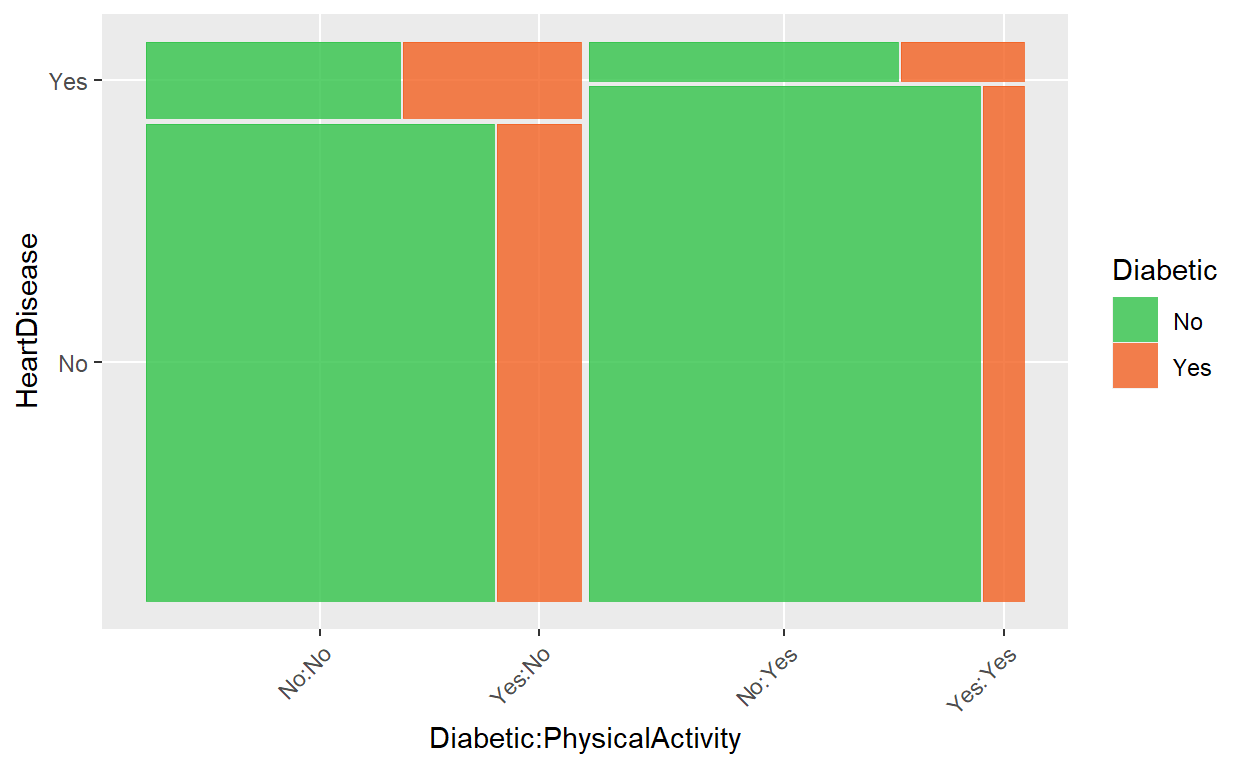 HeartDisease
Yes
No
No:No
Yes:No
No:Yes
Yes:Yes
Diabetic:PhysicalActivity
Diabetic
No
Yes